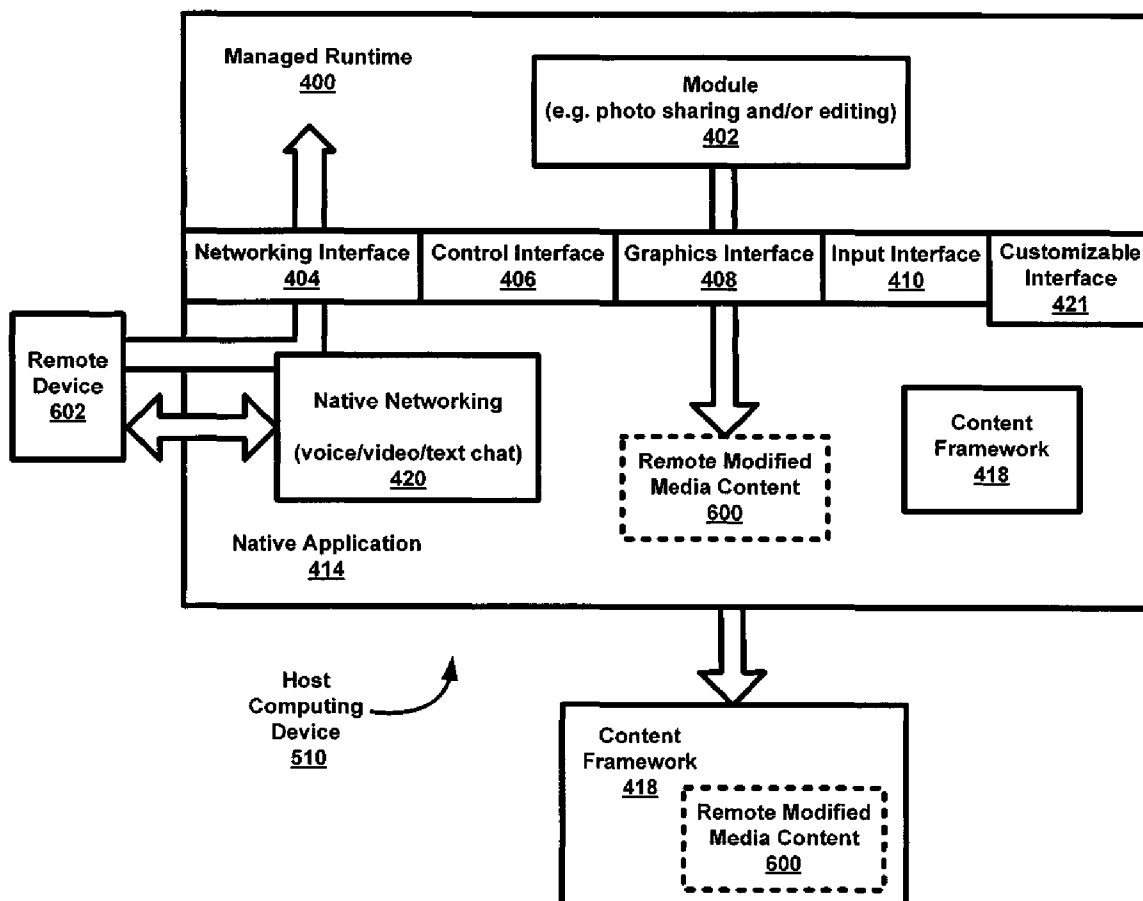 Managed Runtime
400
Module
(e.g. photo sharing and/or editing)
402
Networking Interface
404
Control Interface
406
Graphics Interface
408
Input Interface
410
Customizable
Interface
421
Remote
Device
602
Native Networking
(voice/video/text chat)
420
Remote Modified
Media Content
600
Content
Framework
418
Native Application
414
Host
Computing
Device
510
Content
Framework
418
Remote Modified
Media Content
600